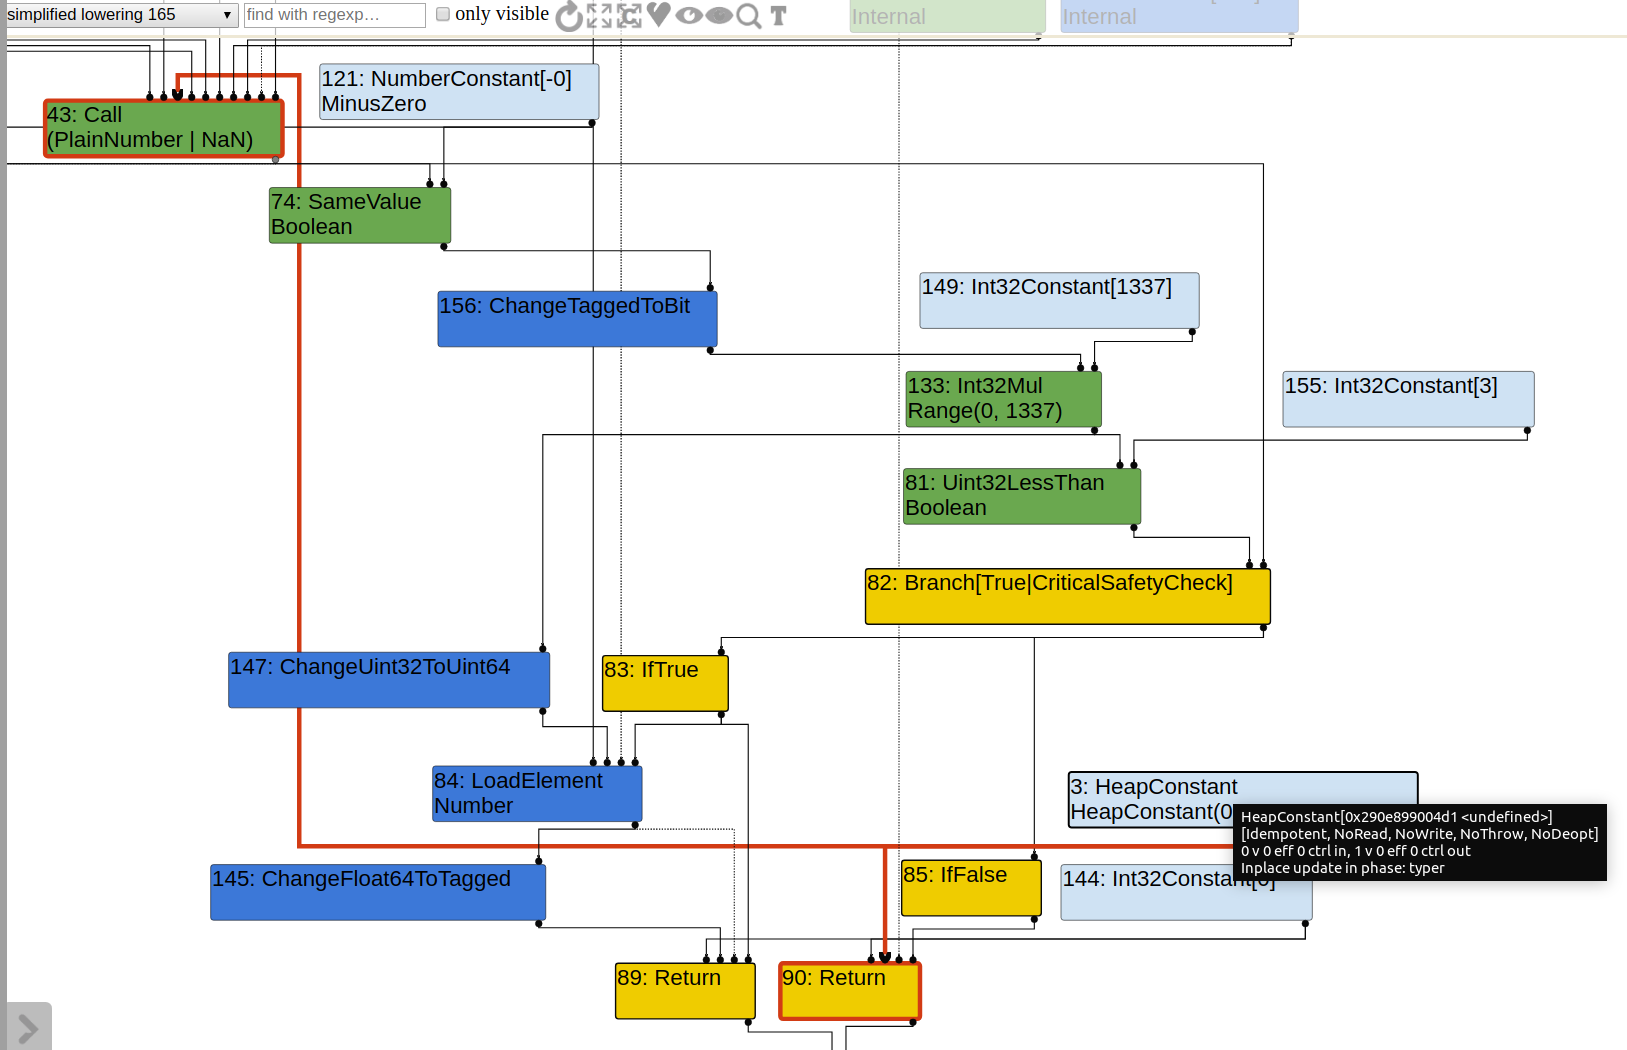 simplified lowering 165
find with regexp...
only visible
T
Internal
Internal
121: NumberConstant[-0]
MinusZero
43: Call
(PlainNumber | NaN)
74: SameValue
Boolean
156: ChangeTaggedToBit
149: Int32Constant[1337]
133: Int32Mul
Range(0, 1337)
155: Int32Constant[3]
81: Uint32LessThan
Boolean
82: Branch[True|CriticalSafetyCheck]
147: ChangeUint32ToUint64
83: IfTrue
84: LoadElement
Number
3: HeapConstant
HeapConstant(0
HeapConstant[0x290e899004d1 <undefined>]
[Idempotent, NoRead, NoWrite, NoThrow, NoDeopt]
0 v 0 eff 0 ctrl in, 1 v 0 eff 0 ctrl out
Inplace update in phase: typer
145: ChangeFloat64ToTagged
85: IfFalse
144: Int32Constant[0]
89: Return
90: Return